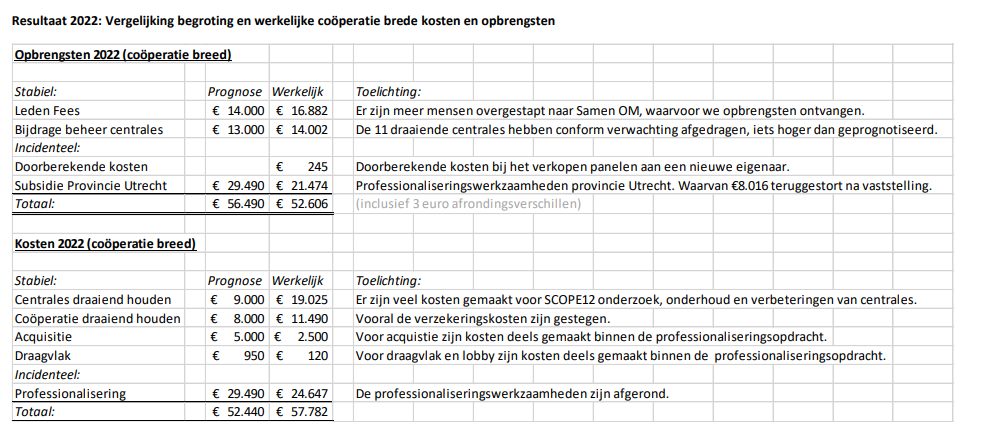 Resultaat 2022: Vergelijking begroting en werkelijke coöperatie brede kosten en opbrengsten
Opbrengsten 2022 (coöperatie breed)
Stabiel: Prognose Werkelijk Toelichting:
Leden Fees € 14.000 € 16.882 Er zijn meer mensen overgestapt naar Samen OM, waarvoor we opbrengsten ontvangen.
Bijdrage beheer centrales € 13.000 € 14.002 De 11 draaiende centrales hebben conform verwachting afgedragen, iets hoger dan geprognotiseerd.
Incidenteel:
Doorberekende kosten € 245 Doorberekende kosten bij het verkopen panelen aan een nieuwe eigenaar.
Subsidie Provincie Utrecht € 29.490 € 21.474 Professionaliseringswerkzaamheden provincie Utrecht. Waarvan €8.016 teruggestort na vaststelling.
Totaal: € 56.490 € 52.606 (inclusief 3 euro afrondingsverschillen)
Kosten 2022 (coöperatie breed)
Stabiel: Prognose Werkelijk Toelichting:
Centrales draaiend houden € 9.000 € 19.025 Er zijn veel kosten gemaakt voor SCOPE12 onderzoek, onderhoud en verbeteringen van centrales.
Coöperatie draaiend houden € 8.000 € 11.490 Vooral de verzekeringskosten zijn gestegen.
Acquisitie € 5.000 € 2.500 Voor acquistie zijn kosten deels gemaakt binnen de professionaliseringsopdracht.
Draagvlak € 950 € 120 Voor draagvlak en lobby zijn kosten deels gemaakt binnen de professionaliseringsopdracht.
Incidenteel:
Professionalisering € 29.490 € 24.647 De professionaliseringswerkzaamheden zijn afgerond.
Totaal: € 52.440 € 57.782